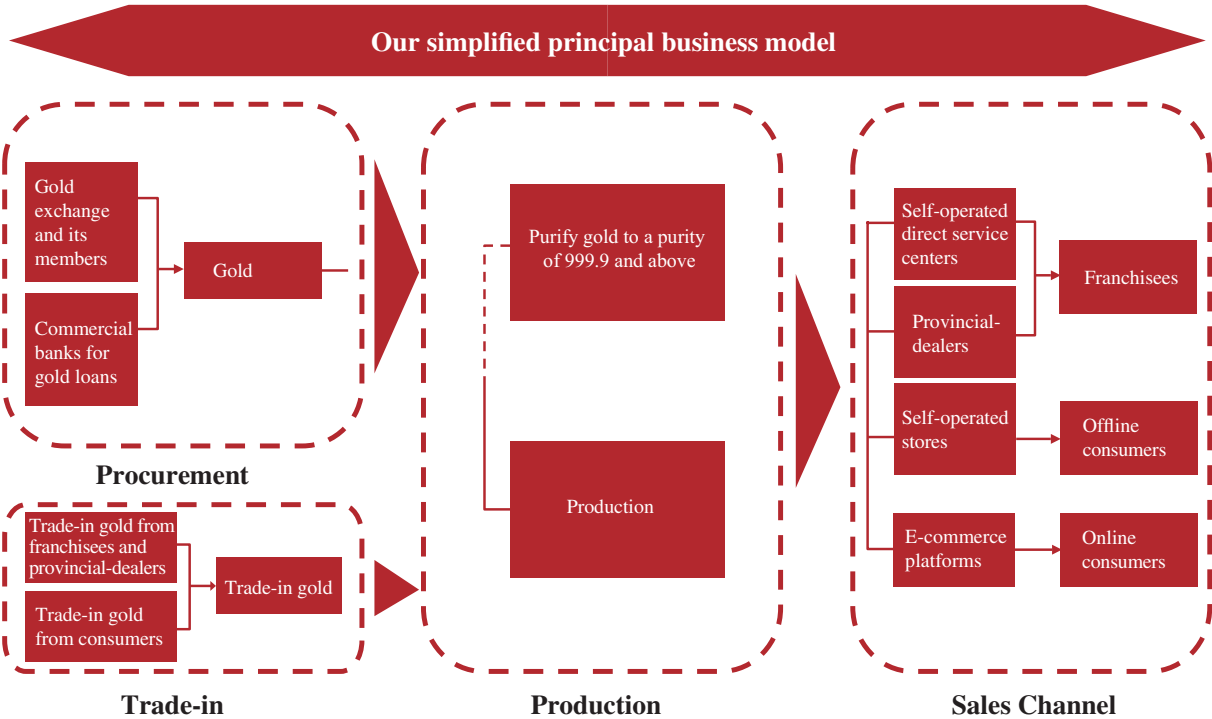 Our simplified principal business model
Gold
exchange
and its
members
Commercial
banks for
gold loans
Gold
Procurement
Trade-in gold from
franchisees and
provincial-dealers
Trade-in gold
from consumers
Trade-in gold
Trade-in
Purify gold to a purity
of 999.9 and above
Production
Production
Self-operated
direct service
centers
Provincial-
dealers
Franchisees
Self-operated
stores
Offline
consumers
E-commerce
platforms
Online
consumers
Sales Channel